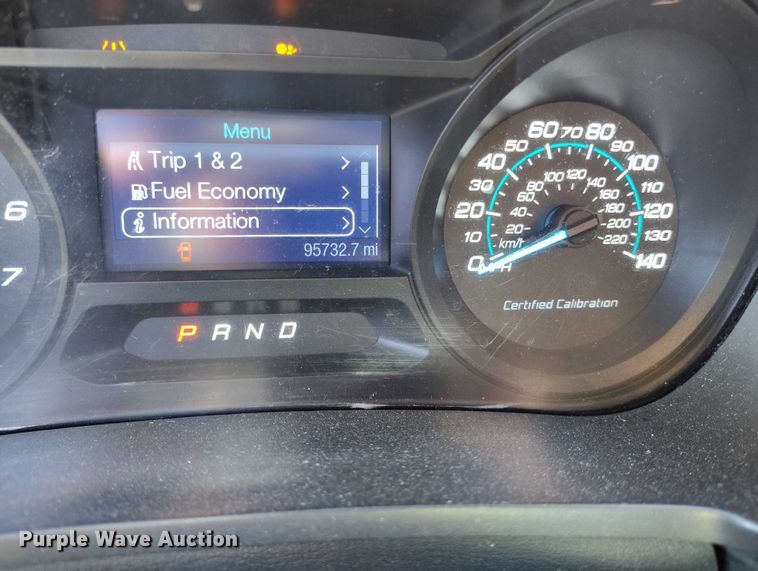 Menu
Trip 1 & 2 >
Fuel Economy >
i Information >
95732.7 mi
P R N D
6
7
0 10 20 30 40 50 60 70 80 90 100 110 120 130 140
MPH
20 40 60 80 100 120 140 160 180 200 220
km/h
Certified Calibration
Purple Wave Auction